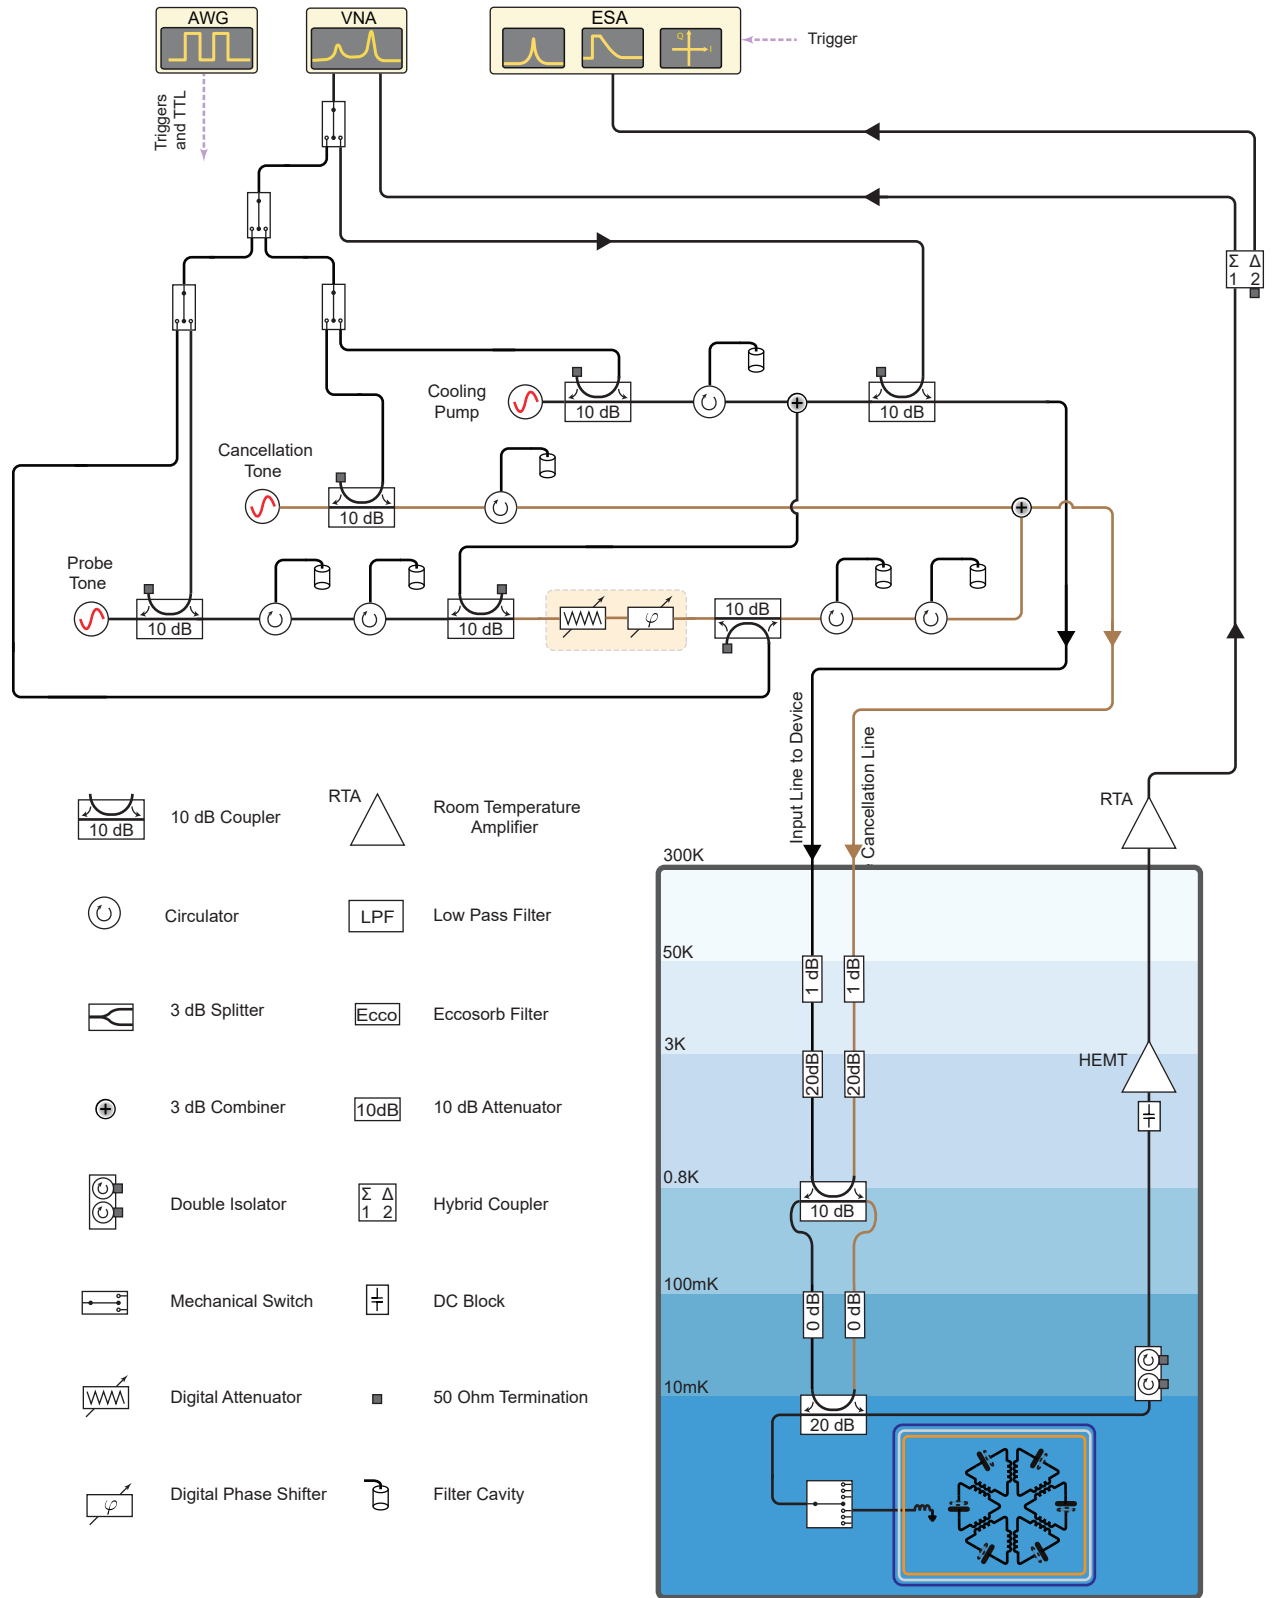 AWG
VNA
ESA
Q
I
Trigger
Triggers
and TTL
Σ Δ
1 2
Cooling
Pump
10 dB
10 dB
Cancellation
Tone
10 dB
Probe
Tone
10 dB
10 dB
φ
10 dB
Input Line to Device
Cancellation Line
RTA
300K
50K
1 dB
1 dB
3K
20dB
20dB
HEMT
0.8K
10 dB
100mK
0 dB
0 dB
10mK
20 dB
10 dB
10 dB Coupler
RTA
Room Temperature
Amplifier
Circulator
LPF
Low Pass Filter
3 dB Splitter
Ecco
Eccosorb Filter
3 dB Combiner
10dB
10 dB Attenuator
Double Isolator
Σ Δ
1 2
Hybrid Coupler
Mechanical Switch
DC Block
Digital Attenuator
50 Ohm Termination
φ
Digital Phase Shifter
Filter Cavity